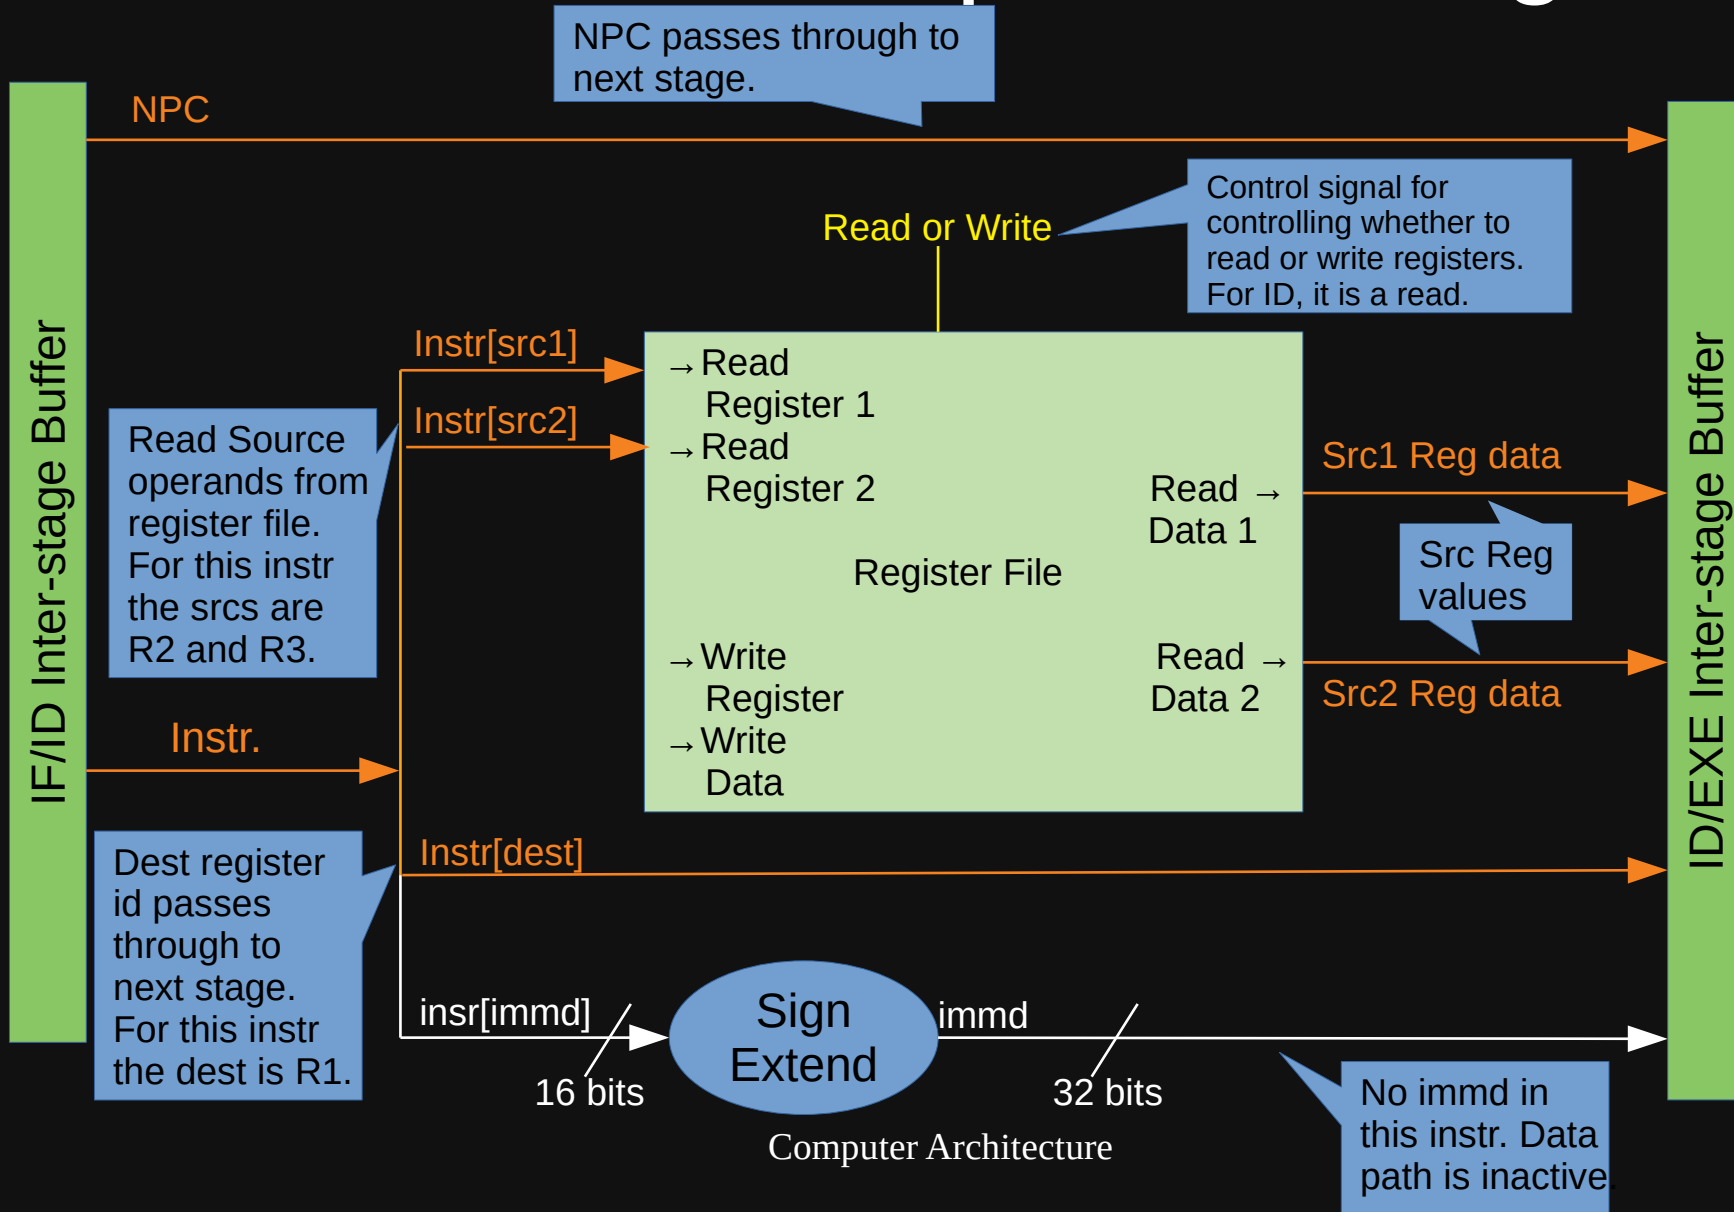 NPC passes through to
next stage.
NPC
Control signal for
controlling whether to
read or write registers.
For ID, it is a read.
Read or Write
IF/ID Inter-stage Buffer
Instr[src1]
Instr[src2]
Read Source
operands from
register file.
For this instr
the srcs are
R2 and R3.
→Read
Register 1
→Read
Register 2
Read →
Data 1
Register File
→Write
Register
→Write
Data
Read →
Data 2
Src1 Reg data
Src Reg
values
Src2 Reg data
ID/EXE Inter-stage Buffer
Instr.
Instr[dest]
Dest register
id passes
through to
next stage.
For this instr
the dest is R1.
insr[immd]
16 bits
Sign
Extend
immd
32 bits
No immd in
this instr. Data
path is inactive.
Computer Architecture